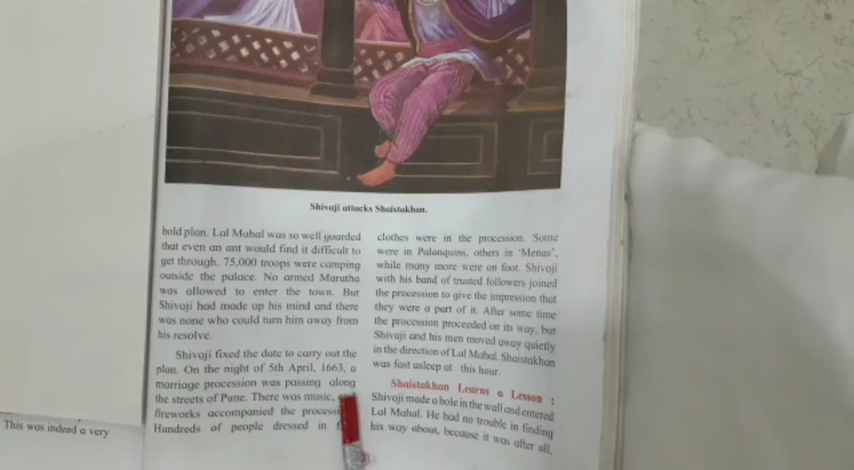 Shivaji attacks Shaistakhan.
bold plan. Lal Mahal was so well guarded
that even an ant would find it difficult to
get through. 75,000 troops were camping
outside the palace. No armed Maratha
was allowed to enter the town. But
Shivaji had made up his mind and there
was none who could turn him away from
his resolve.
Shivaji fixed the date to carry out the
plan. On the night of 5th April, 1663, a
marriage procession was passing along
the streets of Pune. There was music,
fireworks accompanied the
Hundreds of people dressed in
clothes were in the procession. Some
were in Palanquins, others in 'Menas',
while many more were on foot. Shivaji
with his band of trusted followers joined
the procession to give the impression that
they were a part of it. After some time
the procession proceeded on its way, but
Shivaji and his men moved away quietly
in the direction of Lal Mahal. Shaistakhan
was fast asleep at this hour.
Shaistakhan Learns a Lesson :
Shivaji made a hole in the wall and entered
Lal Mahal. He had no trouble in finding
his way about, because it was after all,
This was indeed a very